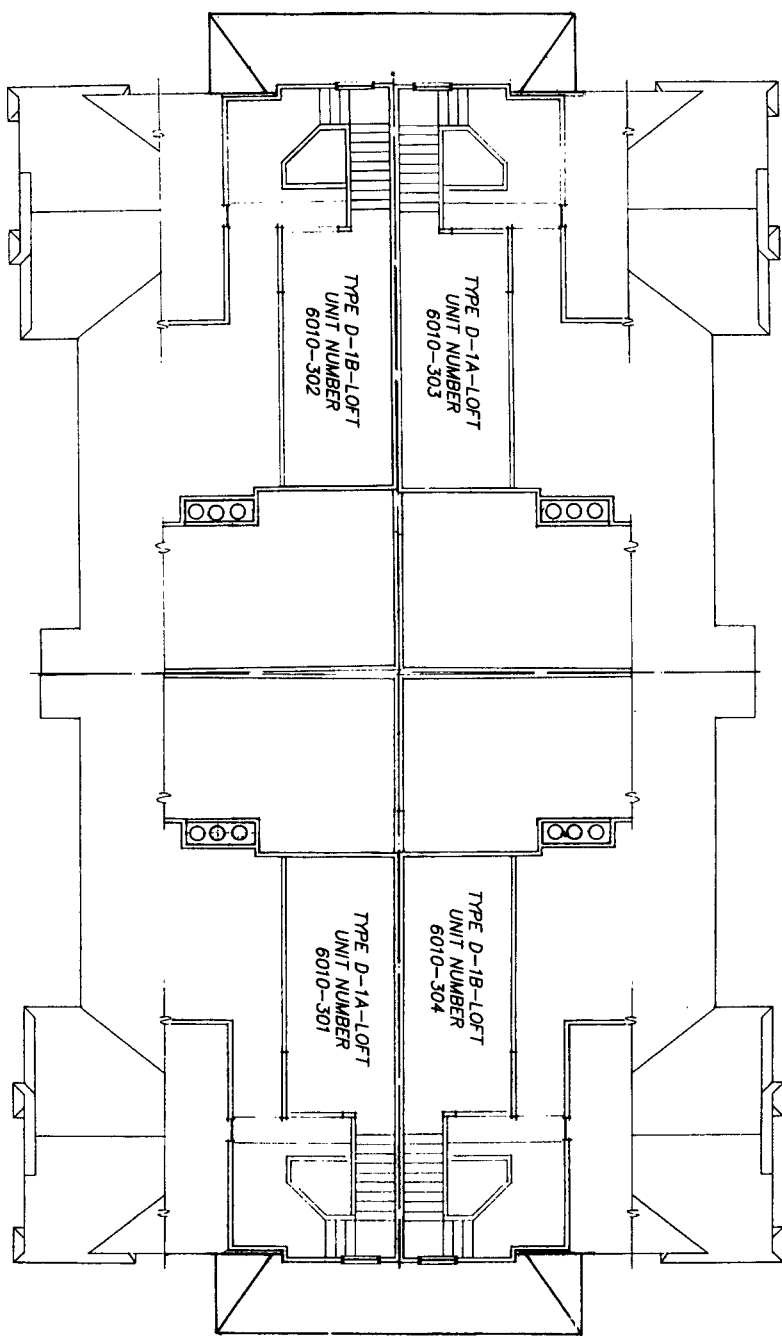 TYPE D-1B-LOFT
UNIT NUMBER
6010-302
TYPE D-1A-LOFT
UNIT NUMBER
6010-303
TYPE D-1A-LOFT
UNIT NUMBER
6010-301
TYPE D-1B-LOFT
UNIT NUMBER
6010-304